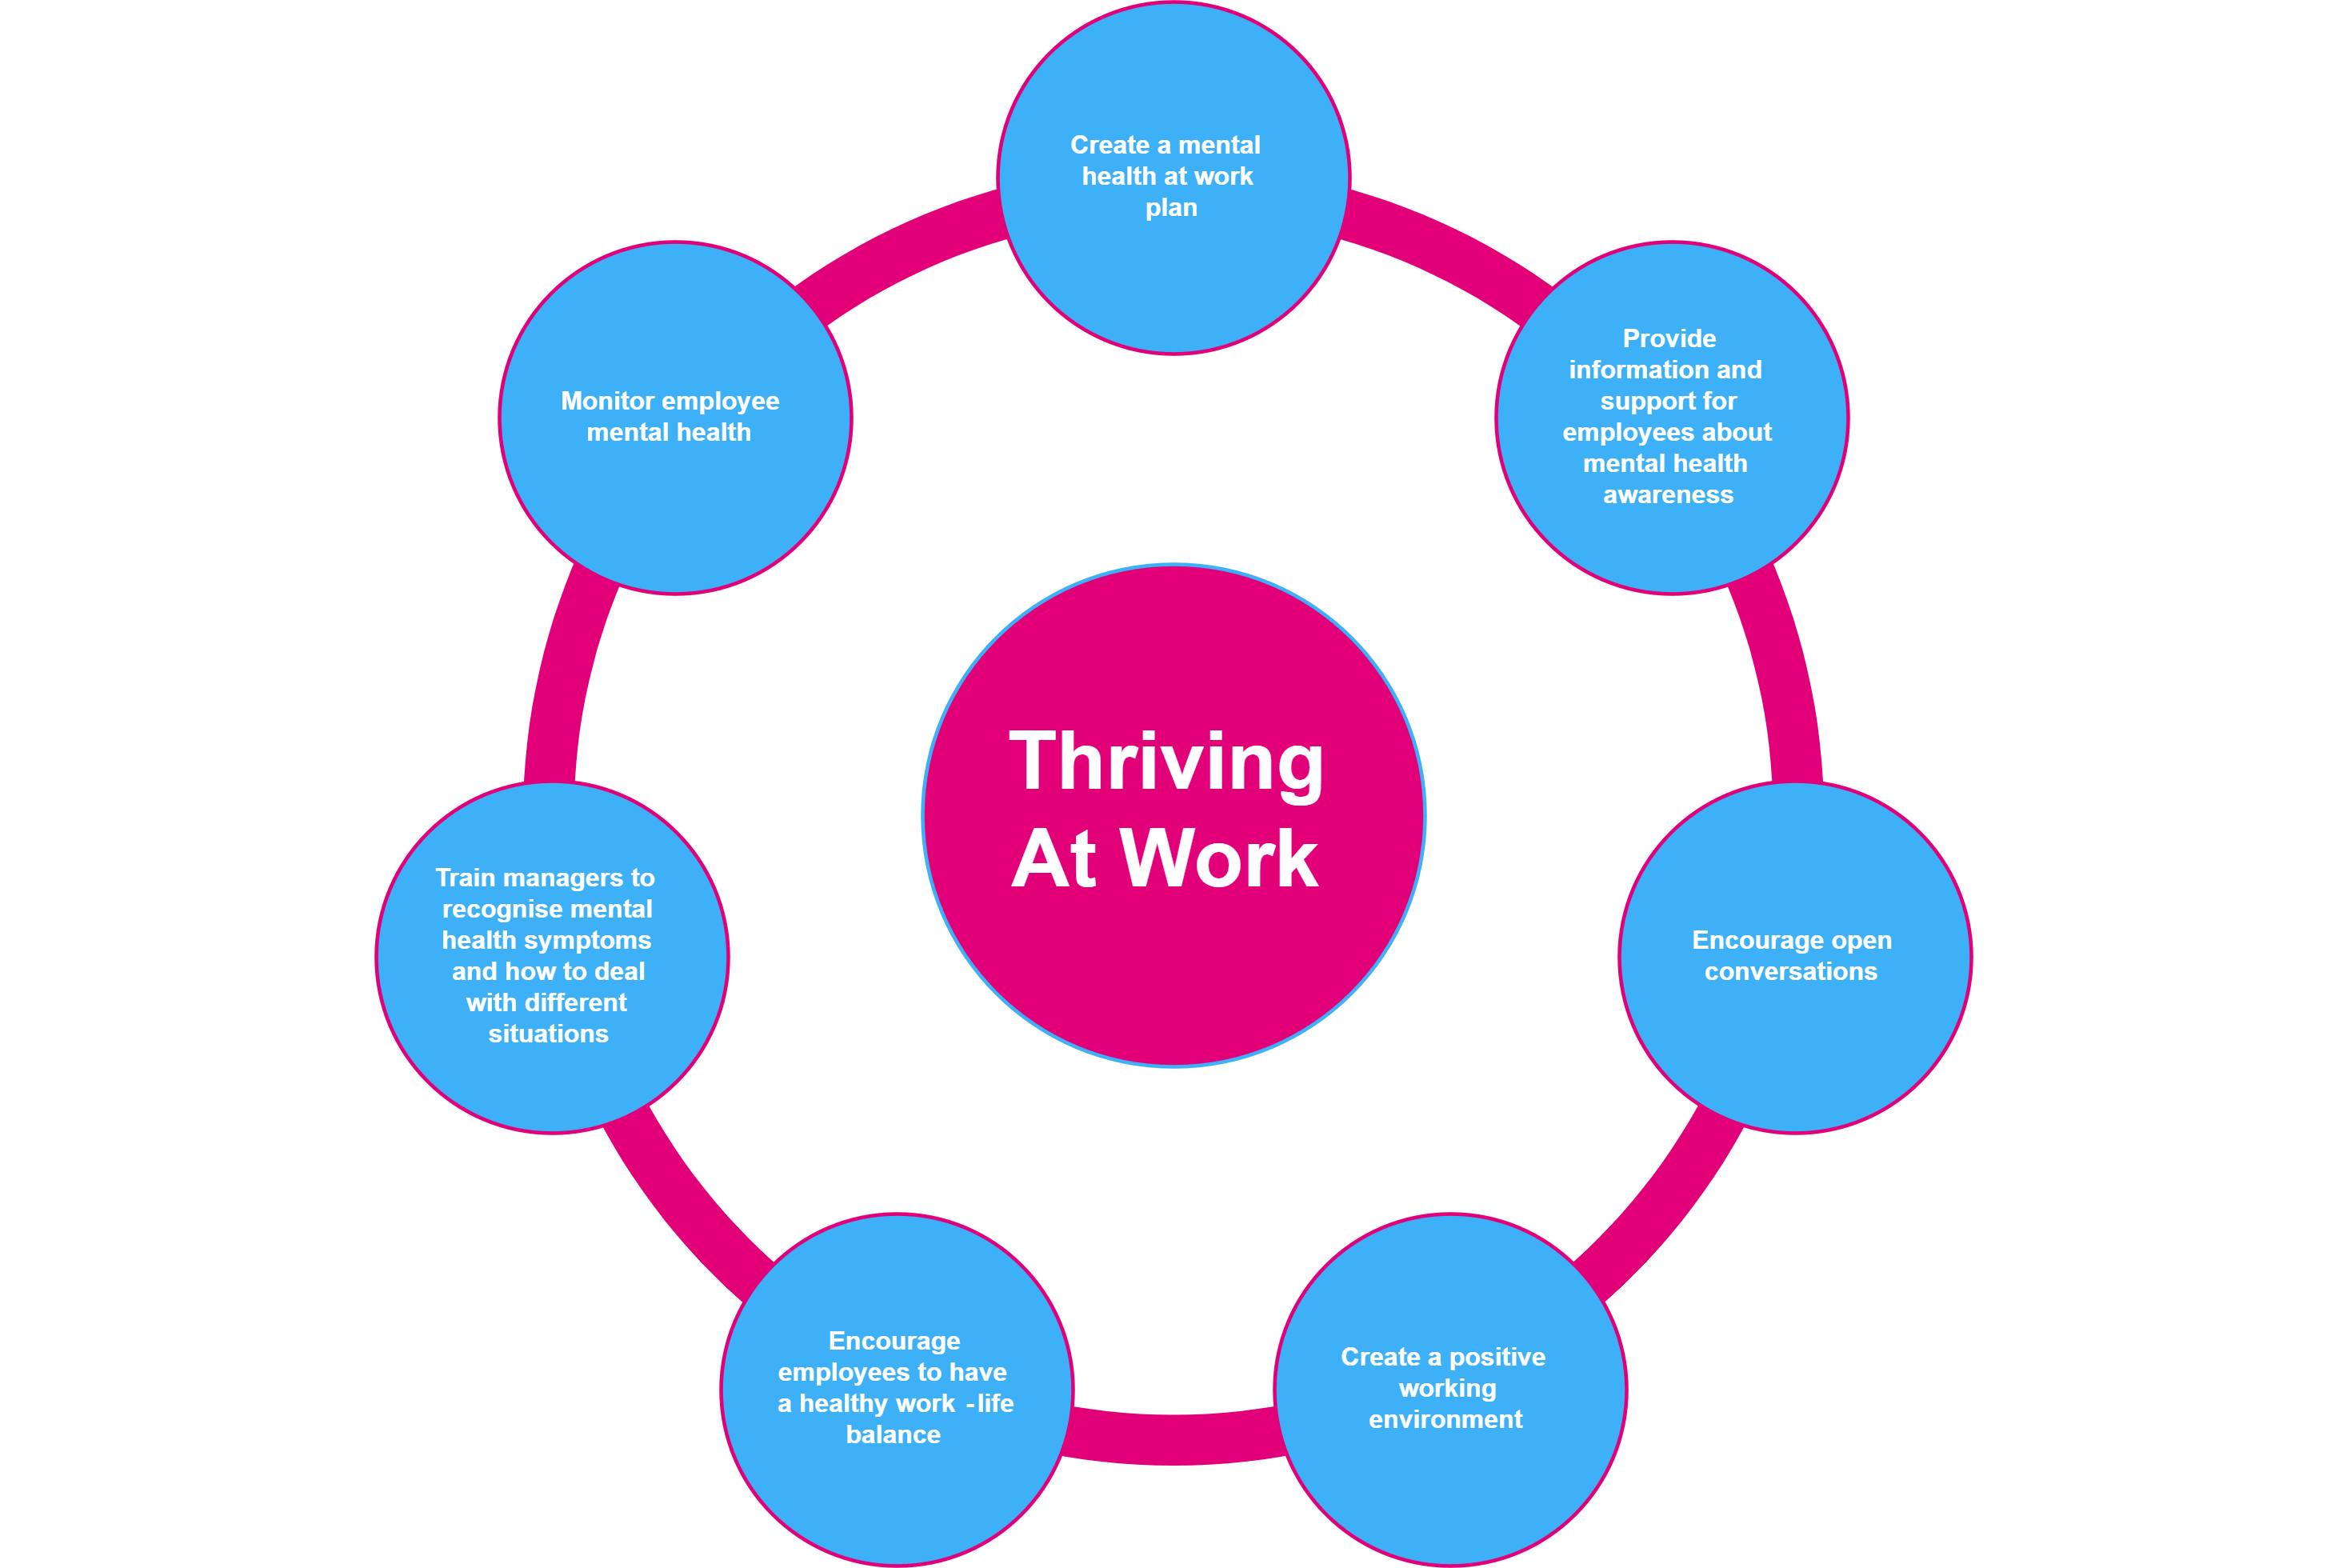 Create a mental
health at work
plan
Provide
information and
support for
employees about
mental health
awareness
Encourage open
conversations
Create a positive
working
environment
Encourage
employees to have
a healthy work -life
balance
Train managers to
recognise mental
health symptoms
and how to deal
with different
situations
Monitor employee
mental health
Thriving
At Work